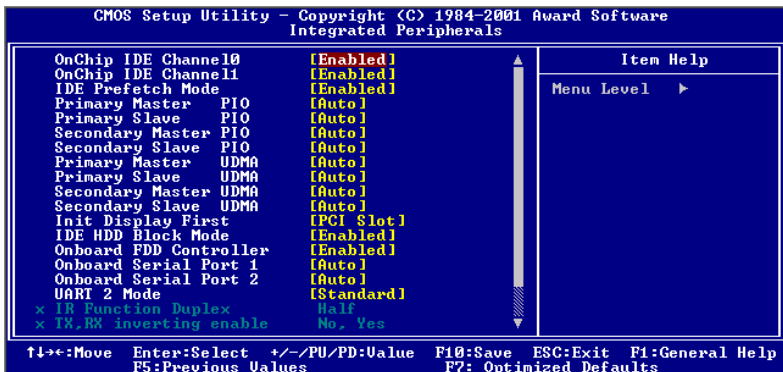 CMOS Setup Utility - Copyright (C) 1984-2001 Award Software
Integrated Peripherals
OnChip IDE Channel0 [Enabled]
OnChip IDE Channel1 [Enabled]
IDE Prefetch Mode [Enabled]
Primary Master PIO [Auto]
Primary Slave PIO [Auto]
Secondary Master PIO [Auto]
Secondary Slave PIO [Auto]
Primary Master UDMA [Auto]
Primary Slave UDMA [Auto]
Secondary Master UDMA [Auto]
Secondary Slave UDMA [Auto]
Init Display First [PCI Slot]
IDE HDD Block Mode [Enabled]
Onboard FDD Controller [Enabled]
Onboard Serial Port 1 [Auto]
Onboard Serial Port 2 [Auto]
UART 2 Mode [Standard]
x IR Function Duplex Half
x TX,RX inverting enable No, Yes
Item Help
Menu Level ▶
↑↓→←:Move Enter:Select +/-/PU/PD:Value F10:Save ESC:Exit F1:General Help
F5:Previous Values F7: Optimized Defaults